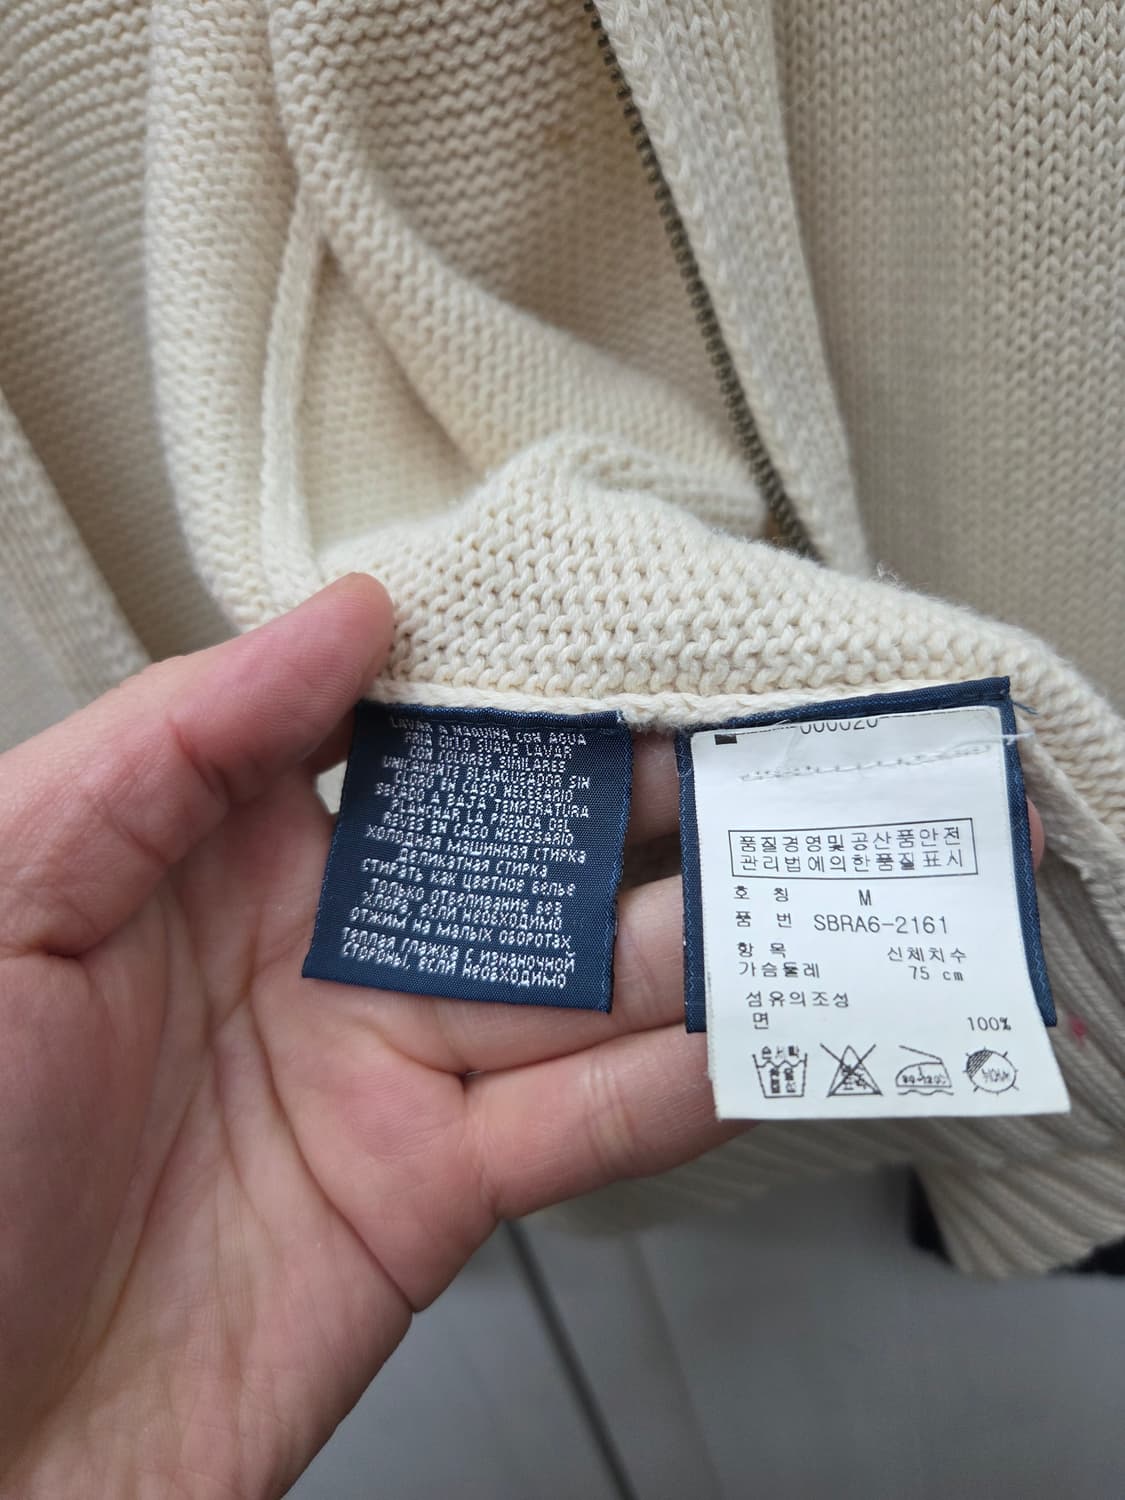 LAVAR A MAQUINA CON AGUA
FRIA CICLO SUAVE LAVAR
CON COLORES SIMILARES
UNICAMENTE BLANQUEADOR SIN
CLORO EN CASO NECESARIO
SECADO A BAJA TEMPERATURA
PLANCHAR LA PRENDA DEL
REVES EN CASO NECESSARIO
ХОЛОДНАЯ МАШИННАЯ СТИРКА
ДЕЛИКАТНАЯ СТИРКА
СТИРАТЬ КАК ЦВЕТНОЕ БЕЛЬЕ
ТОЛЬКО ОТБЕЛИВАНИЕ БЕЗ
ХЛОРА, ЕСЛИ НЕОБХОДИМО
ОТЖИМ НА МАЛЫХ ОБОРОТАХ
ТЕПЛАЯ ГЛАЖКА С ИЗНАНОЧНОЙ
СТОРОНЫ, ЕСЛИ НЕОБХОДИМО
000020
품질경영및공산품안전
관리법에의한품질표시
호 칭 M
품 번 SBRA6-2161
항 목 신체치수
가슴둘레 75 cm
섬유의조성
면 100%